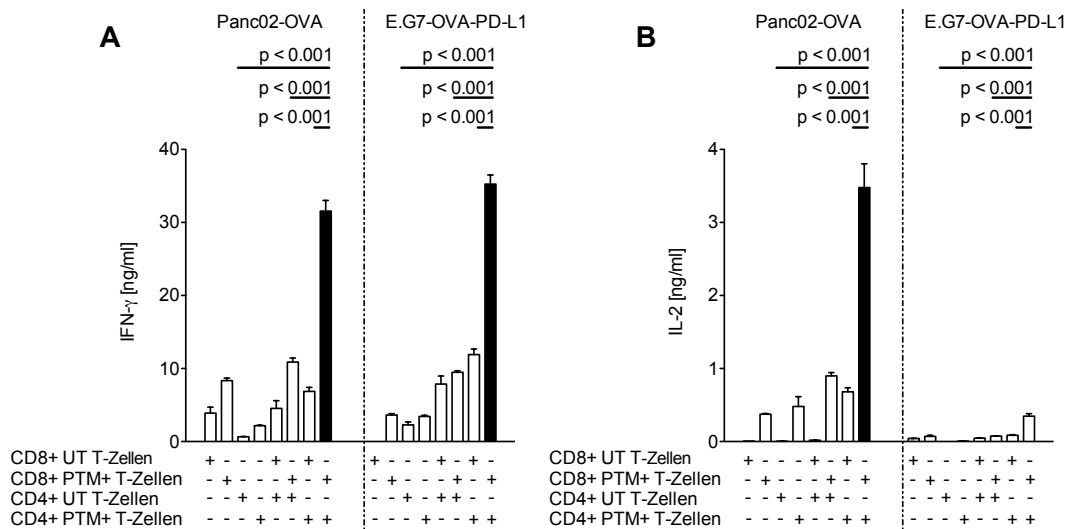 A
Panc02-OVA
E.G7-OVA-PD-L1
p < 0.001
p < 0.001
p < 0.001
p < 0.001
p < 0.001
p < 0.001
IFN-γ [ng/ml]
40
30
20
10
0
CD8+ UT T-Zellen + - - - + - + - + - - - + - + -
CD8+ PTM+ T-Zellen - + - - - + - + - + - - - + - +
CD4+ UT T-Zellen - - + - + + - - - - + - + + - -
CD4+ PTM+ T-Zellen - - - + - - + + - - - + - - + +
B
Panc02-OVA
E.G7-OVA-PD-L1
p < 0.001
p < 0.001
p < 0.001
p < 0.001
p < 0.001
p < 0.001
IL-2 [ng/ml]
4
3
2
1
0
CD8+ UT T-Zellen + - - - + - + - + - - - + - + -
CD8+ PTM+ T-Zellen - + - - - + - + - + - - - + - +
CD4+ UT T-Zellen - - + - + + - - - - + - + + - -
CD4+ PTM+ T-Zellen - - - + - - + + - - - + - - + +